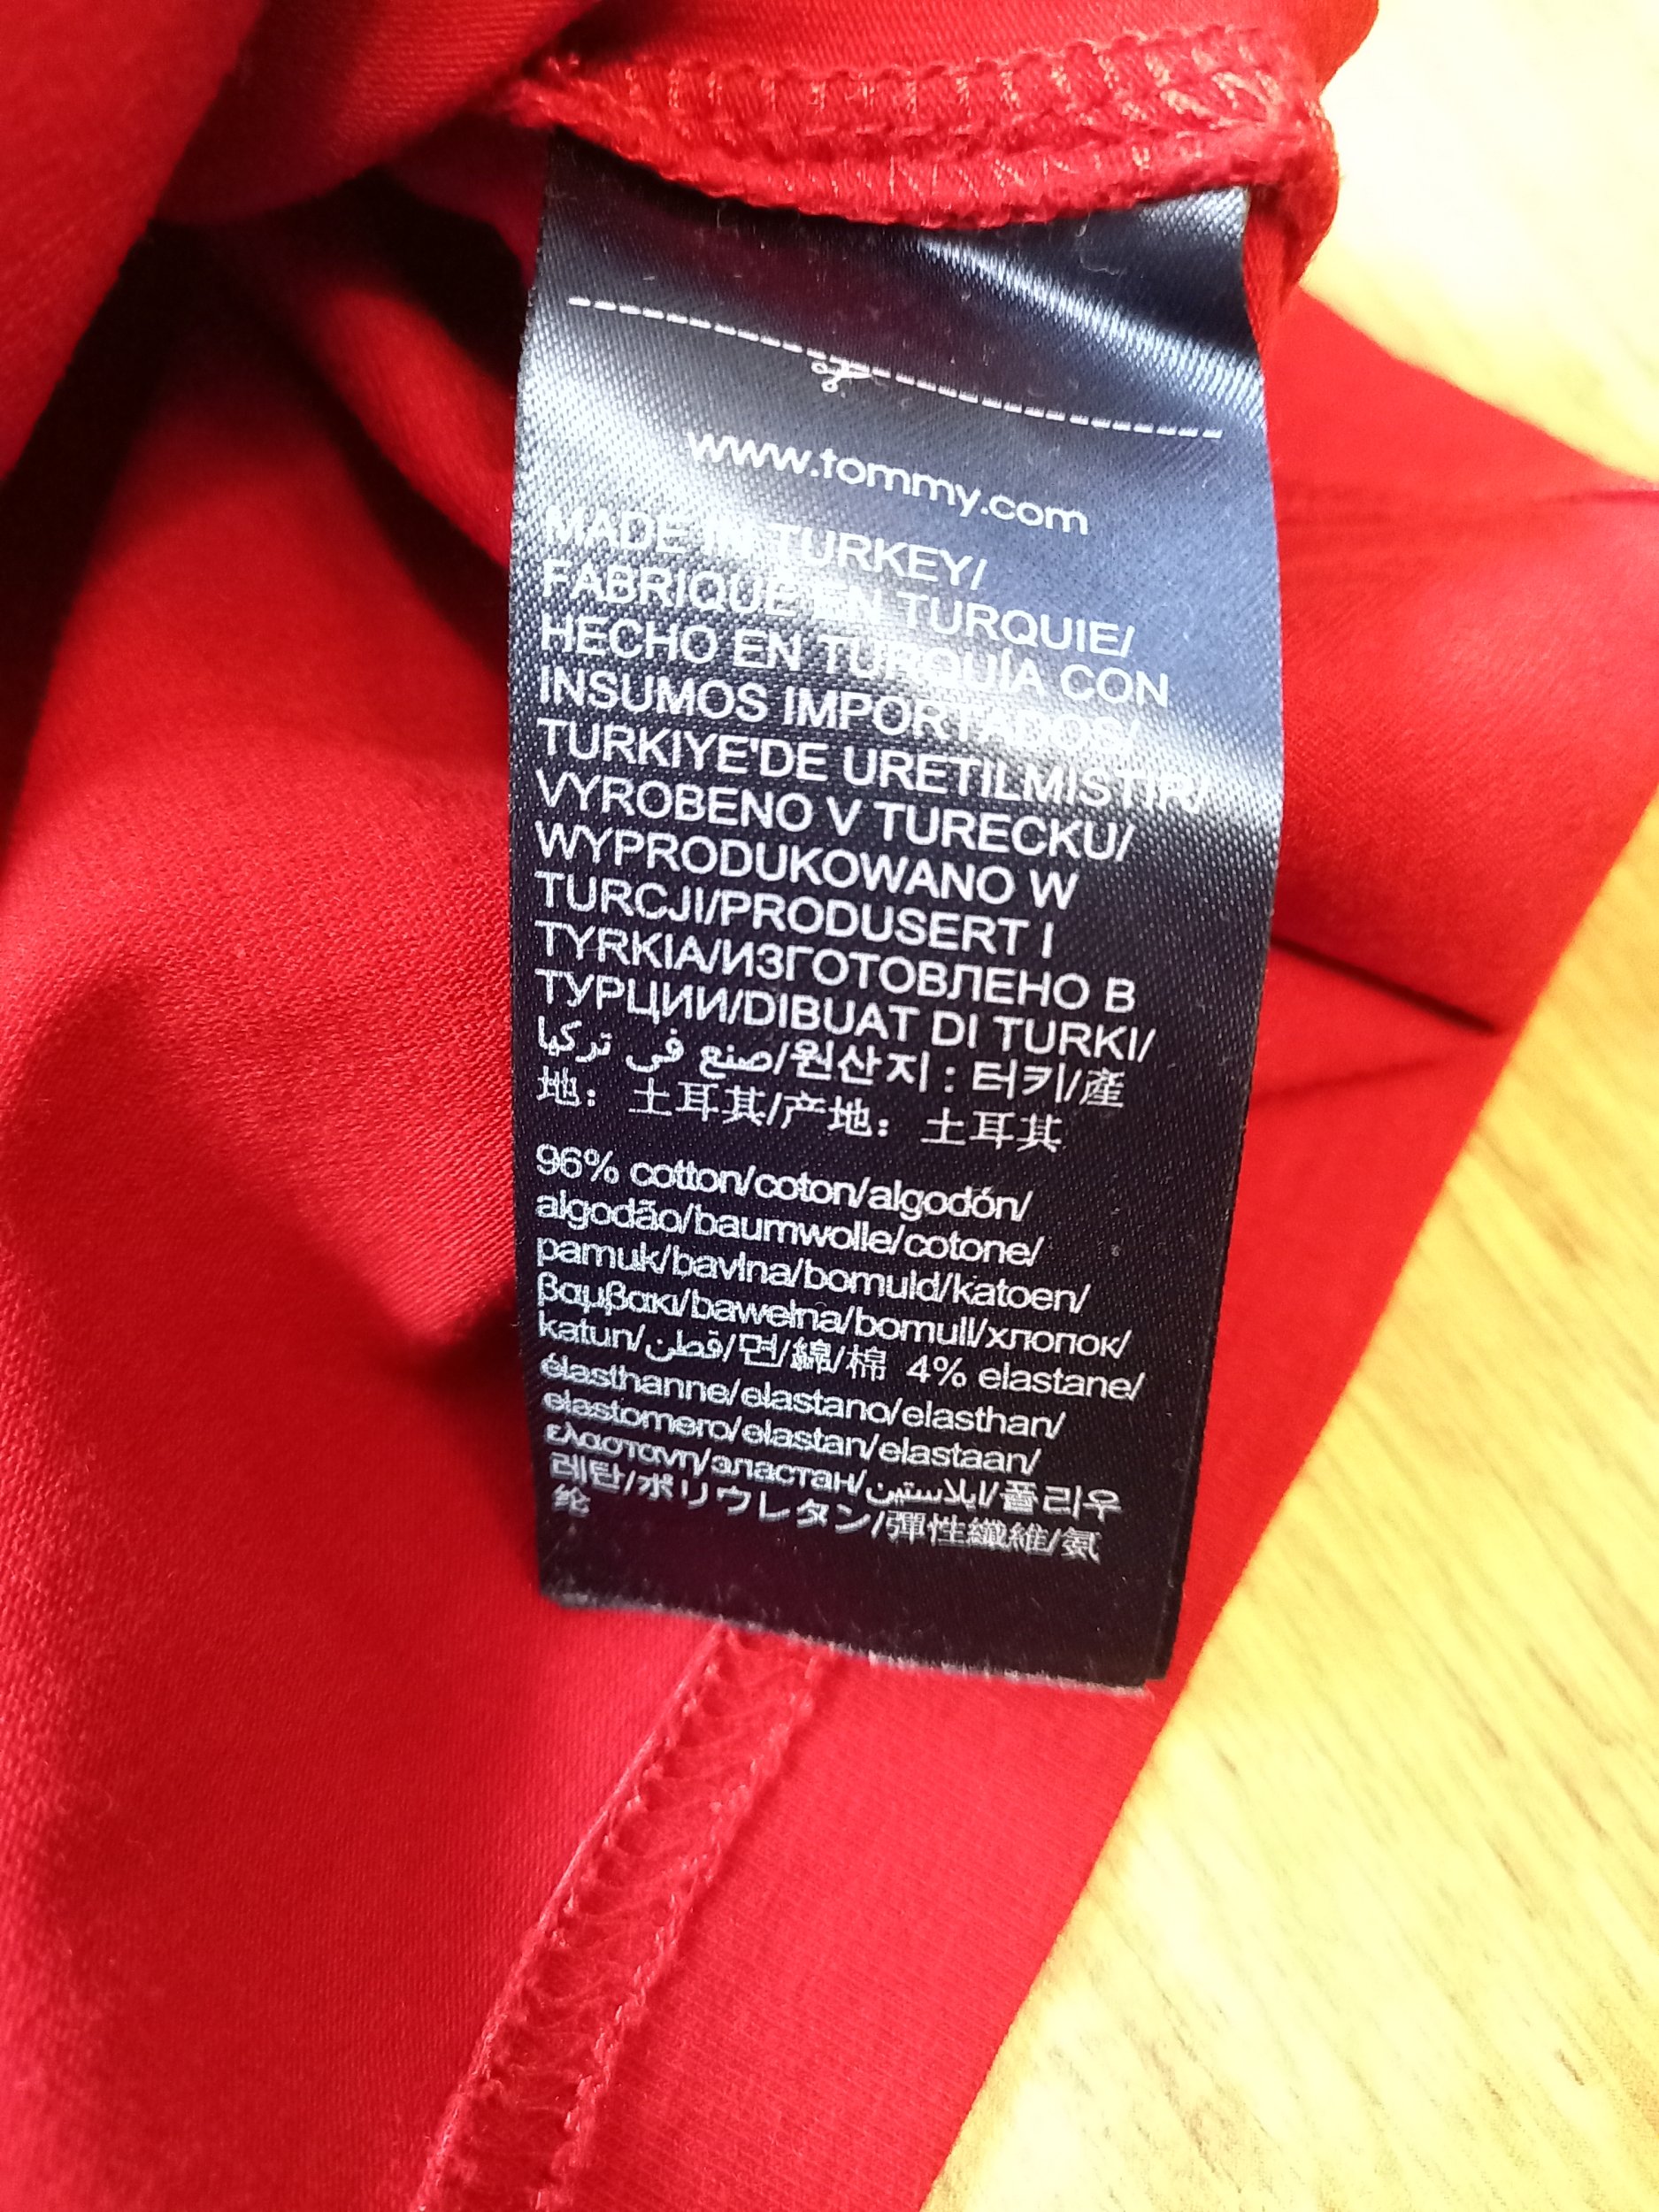 www.tommy.com
MADE IN TURKEY/
FABRIQUÉ EN TURQUIE/
HECHO EN TURQUÍA CON
INSUMOS IMPORTADOS/
TURKIYE'DE URETILMISTIR/
VYROBENO V TURECKU/
WYPRODUKOWANO W
TURCJI/PRODUSERT I
TYRKIA/ИЗГОТОВЛЕНО В
ТУРЦИИ/DIBUAT DI TURKI/
صنع في تركيا/원산지 : 터키/產
地: 土耳其/产地: 土耳其
96% cotton/coton/algodón/
algodão/baumwolle/cotone/
pamuk/bavlna/bomuld/katoen/
βαμβακι/bawełna/bomull/хлопок/
katun/قطن/면/綿/棉 4% elastane/
élasthanne/elastano/elasthan/
elastomero/elastan/elastaan/
ελαστανη/эластан/ايلاستين/폴리우
레탄/ポリウレタン/彈性纖維/氨
纶